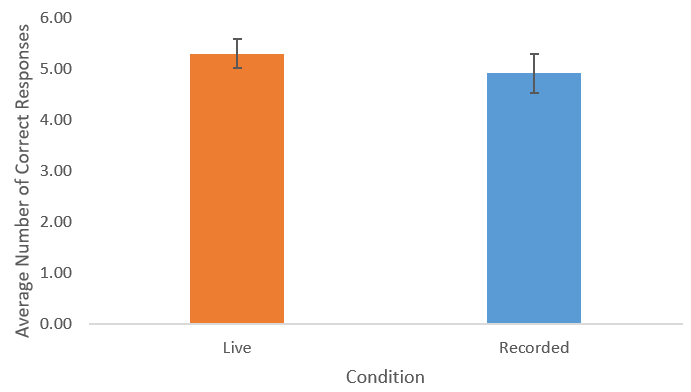 Average Number of Correct Responses
6.00
5.00
4.00
3.00
2.00
1.00
0.00
Live
Recorded
Condition